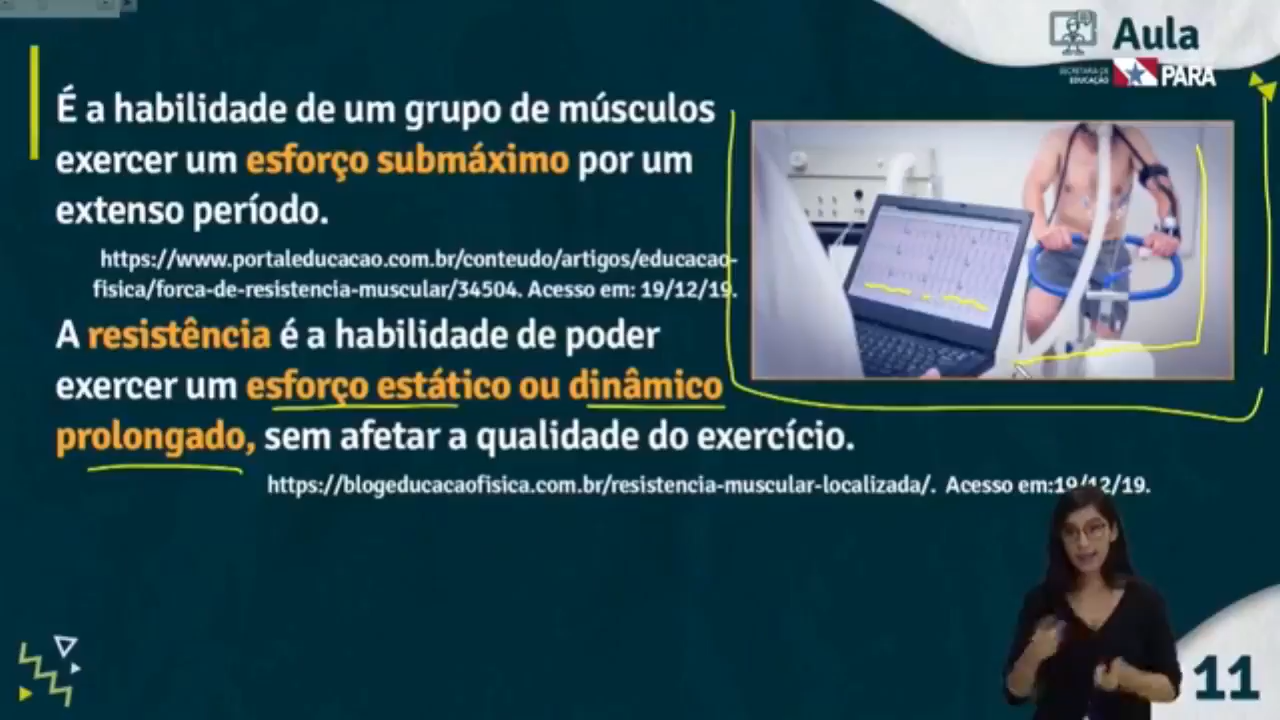 Aula
SECRETARIA DE
EDUCAÇÃO
PARÁ
É a habilidade de um grupo de músculos
exercer um esforço submáximo por um
extenso período.
https://www.portaleducacao.com.br/conteudo/artigos/educacao-
fisica/forca-de-resistencia-muscular/34504. Acesso em: 19/12/19.
A resistência é a habilidade de poder
exercer um esforço estático ou dinâmico
prolongado, sem afetar a qualidade do exercício.
https://blogeducacaofisica.com.br/resistencia-muscular-localizada/. Acesso em:19/12/19.
11